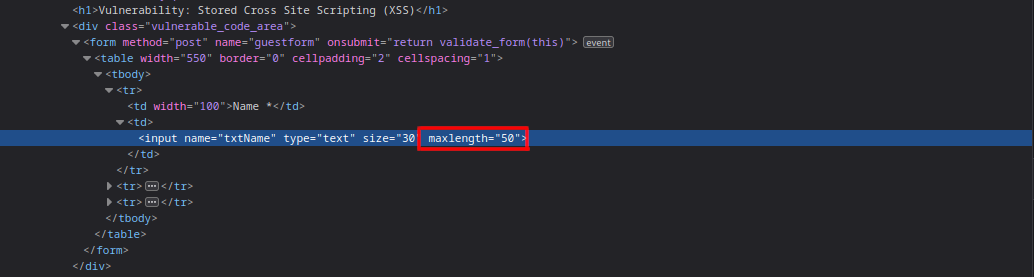 <h1>Vulnerability: Stored Cross Site Scripting (XSS)</h1>
<div class="vulnerable_code_area">
<form method="post" name="guestform" onsubmit="return validate_form(this)"> event
<table width="550" border="0" cellpadding="2" cellspacing="1">
<tbody>
<tr>
<td width="100">Name *</td>
<td>
<input name="txtName" type="text" size="30" maxlength="50">
</td>
</tr>
<tr>...</tr>
<tr>...</tr>
</tbody>
</table>
</form>
</div>